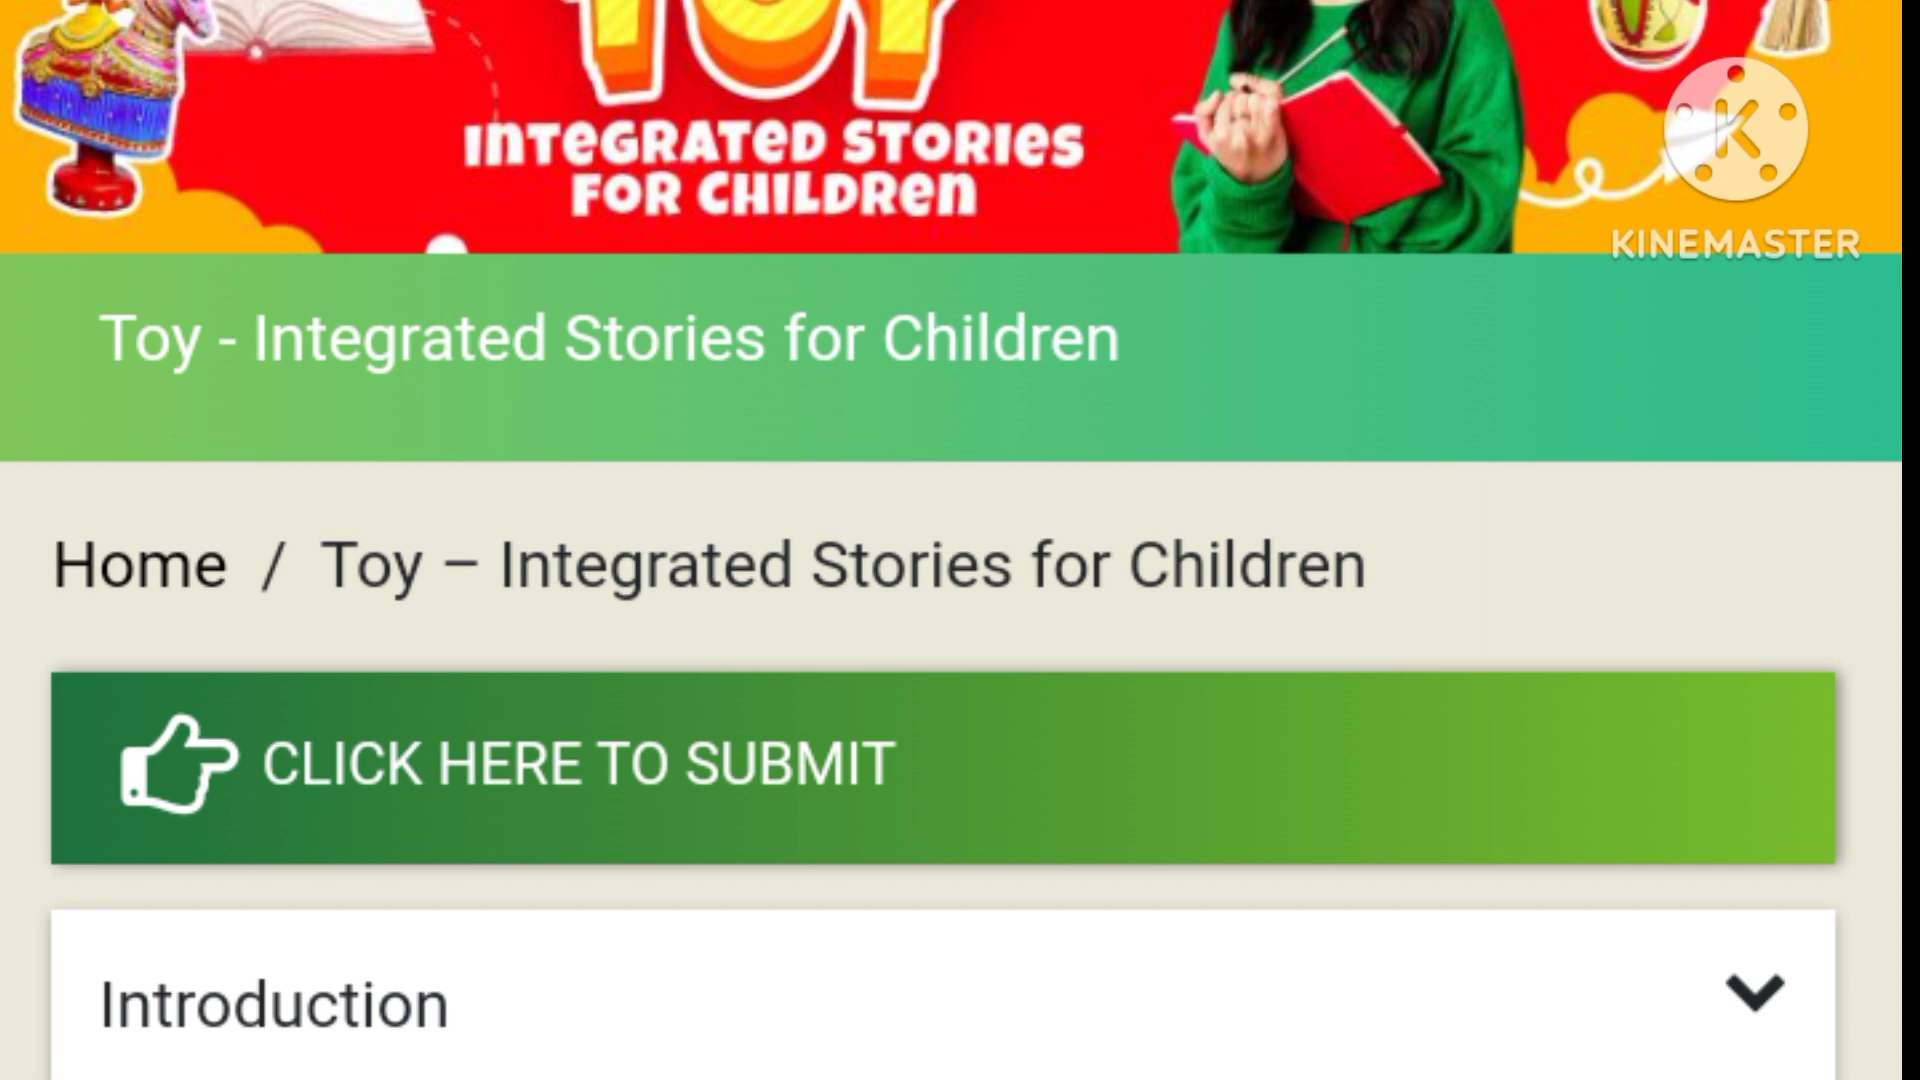 TOY
INTEGRATED STORIES
FOR CHILDREN
K
KINEMASTER
Toy - Integrated Stories for Children
Home / Toy – Integrated Stories for Children
CLICK HERE TO SUBMIT
Introduction